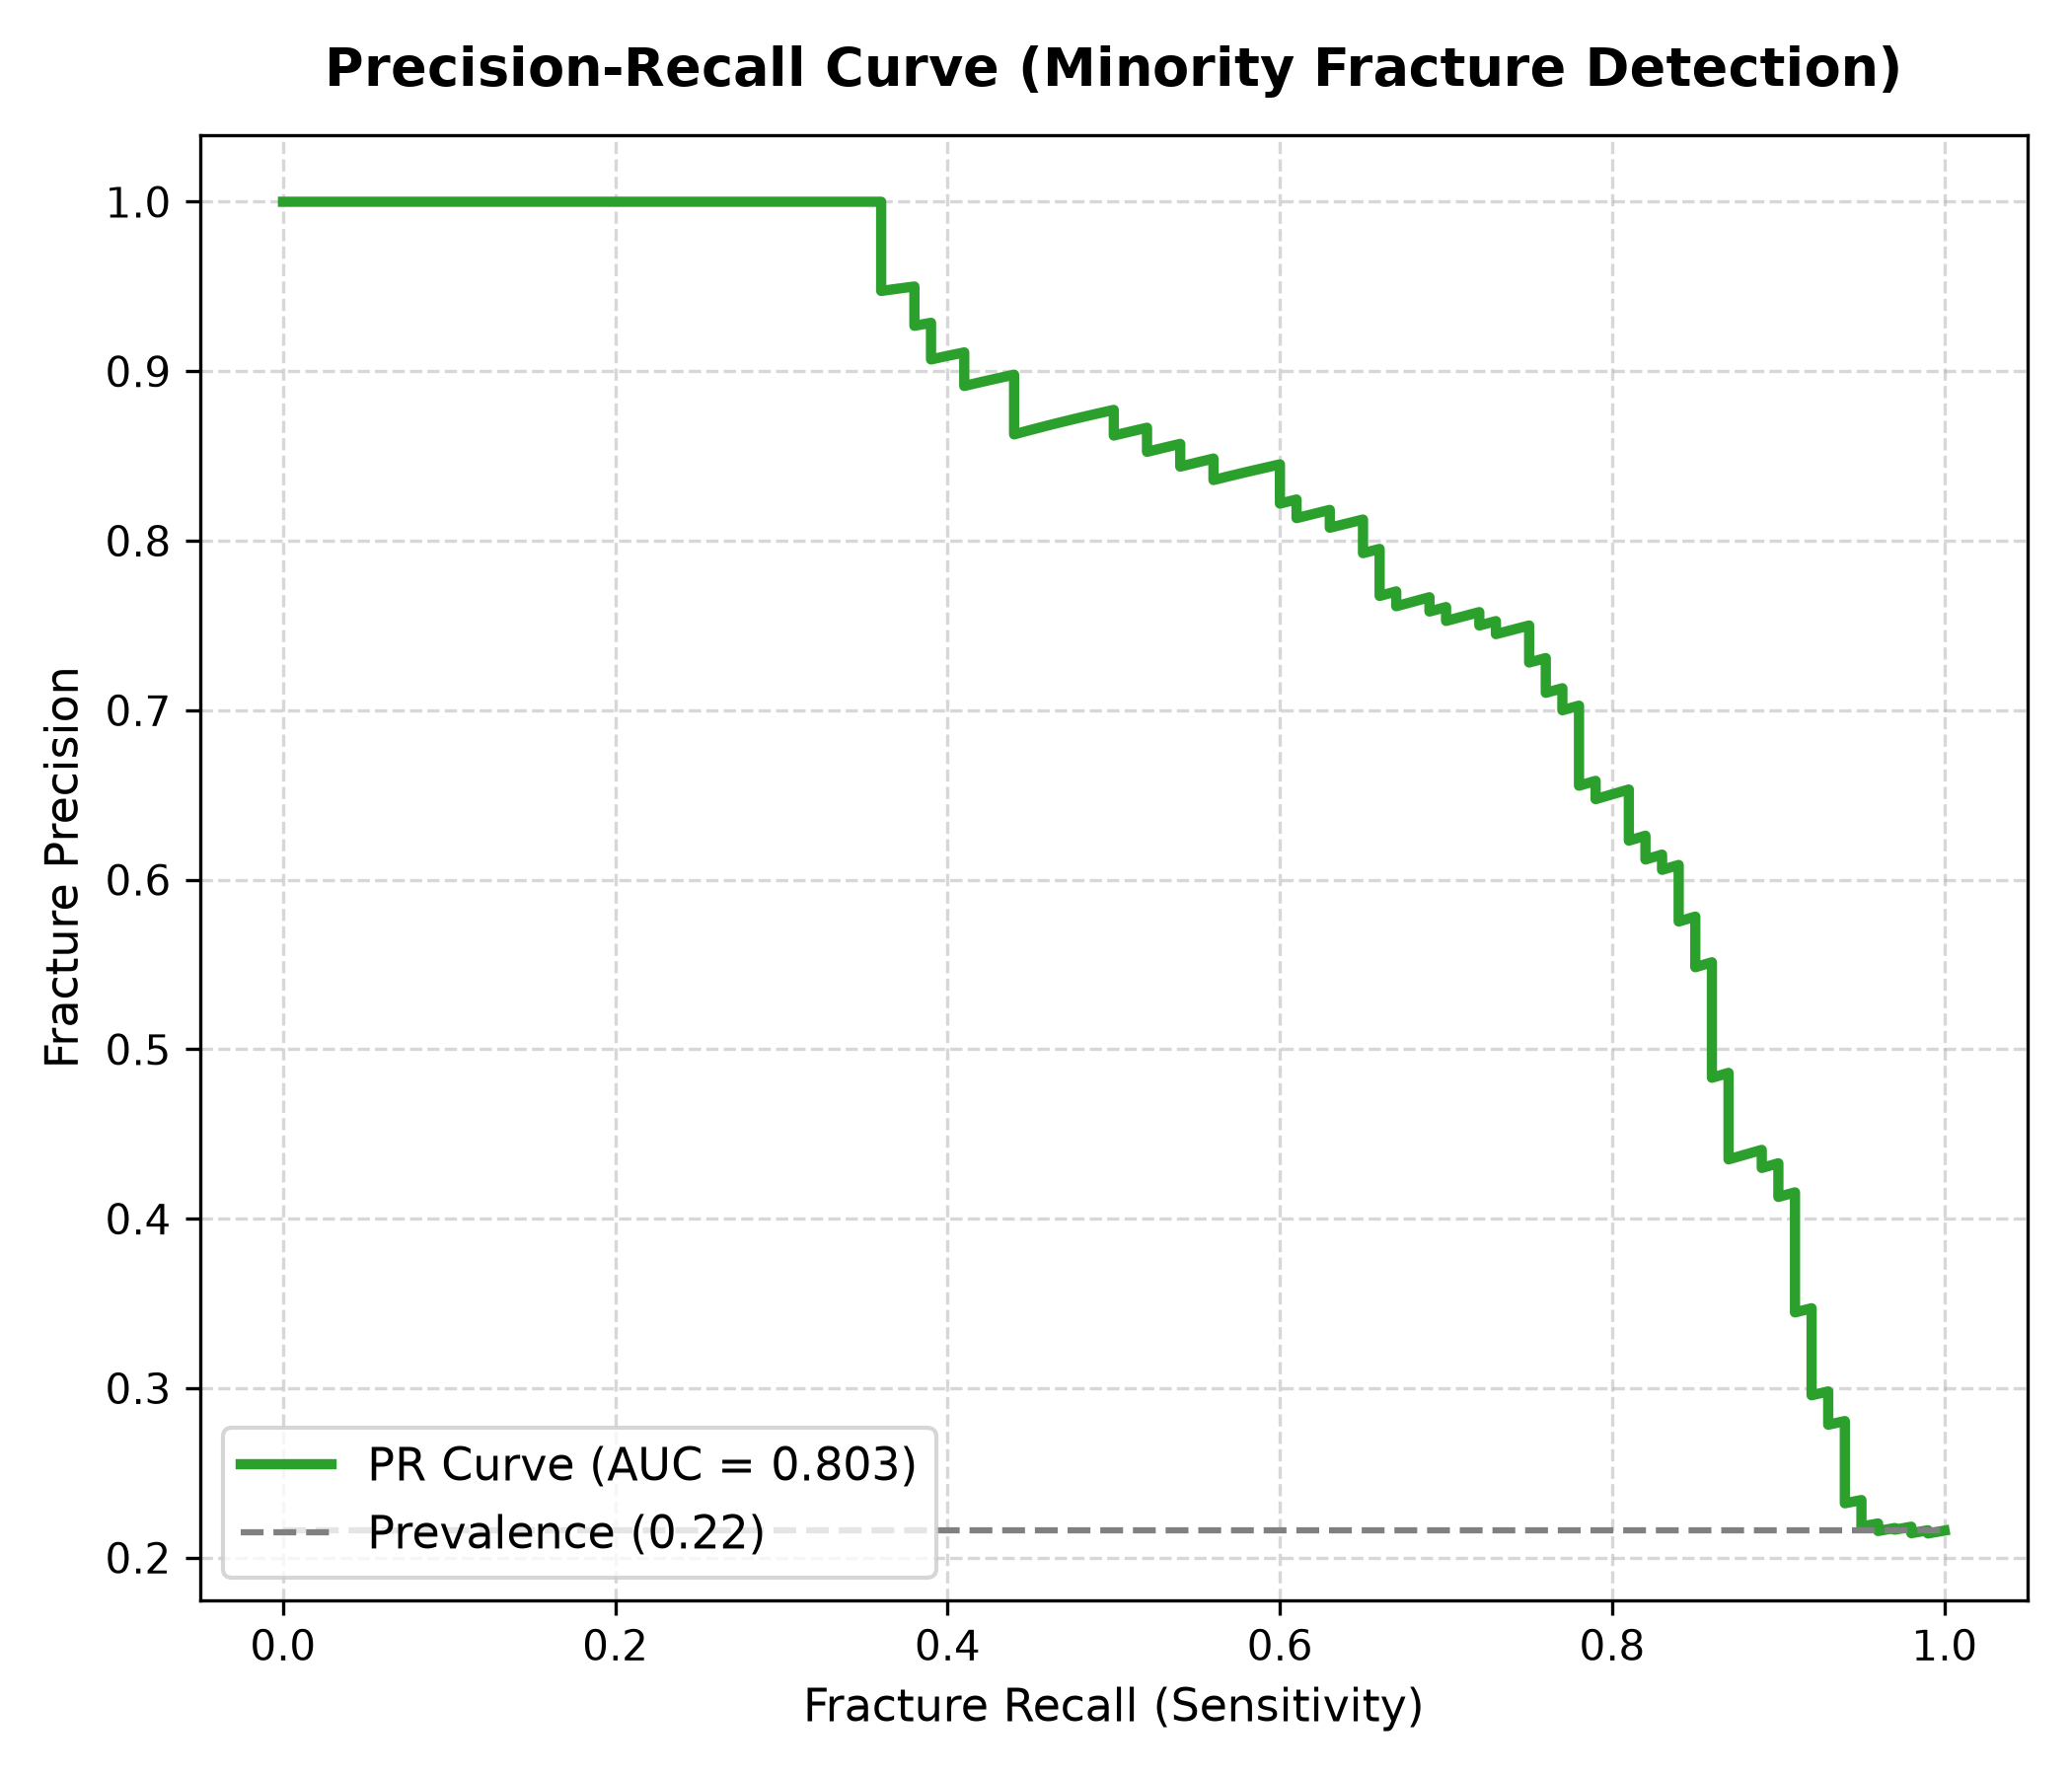 Precision-Recall Curve (Minority Fracture Detection)
1.0
0.9
0.8
0.7
0.6
0.5
0.4
0.3
0.2
Fracture Precision
PR Curve (AUC = 0.803)
Prevalence (0.22)
0.0 0.2 0.4 0.6 0.8 1.0
Fracture Recall (Sensitivity)